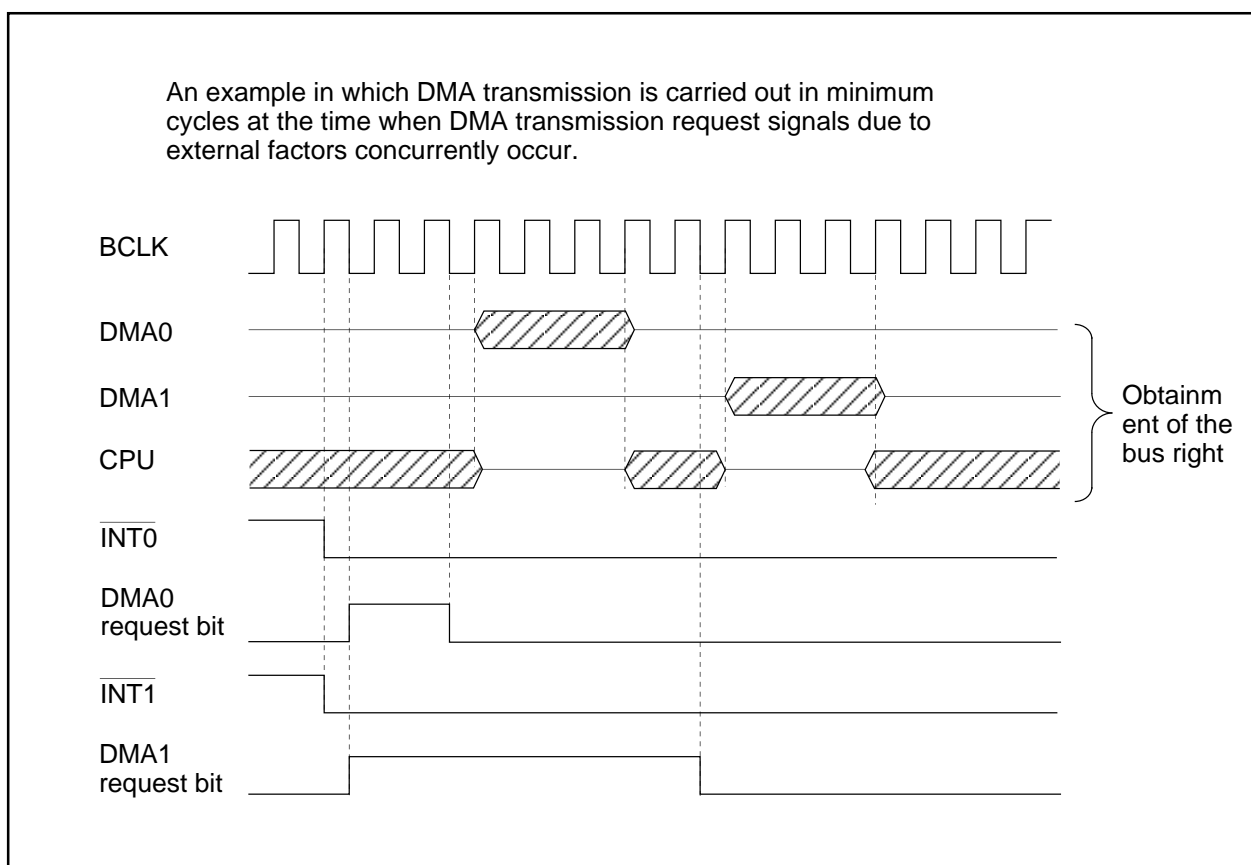 An example in which DMA transmission is carried out in minimum
cycles at the time when DMA transmission request signals due to
external factors concurrently occur.
BCLK
DMA0
DMA1
CPU
Obtainm
ent of the
bus right
INT0
DMA0
request bit
INT1
DMA1
request bit